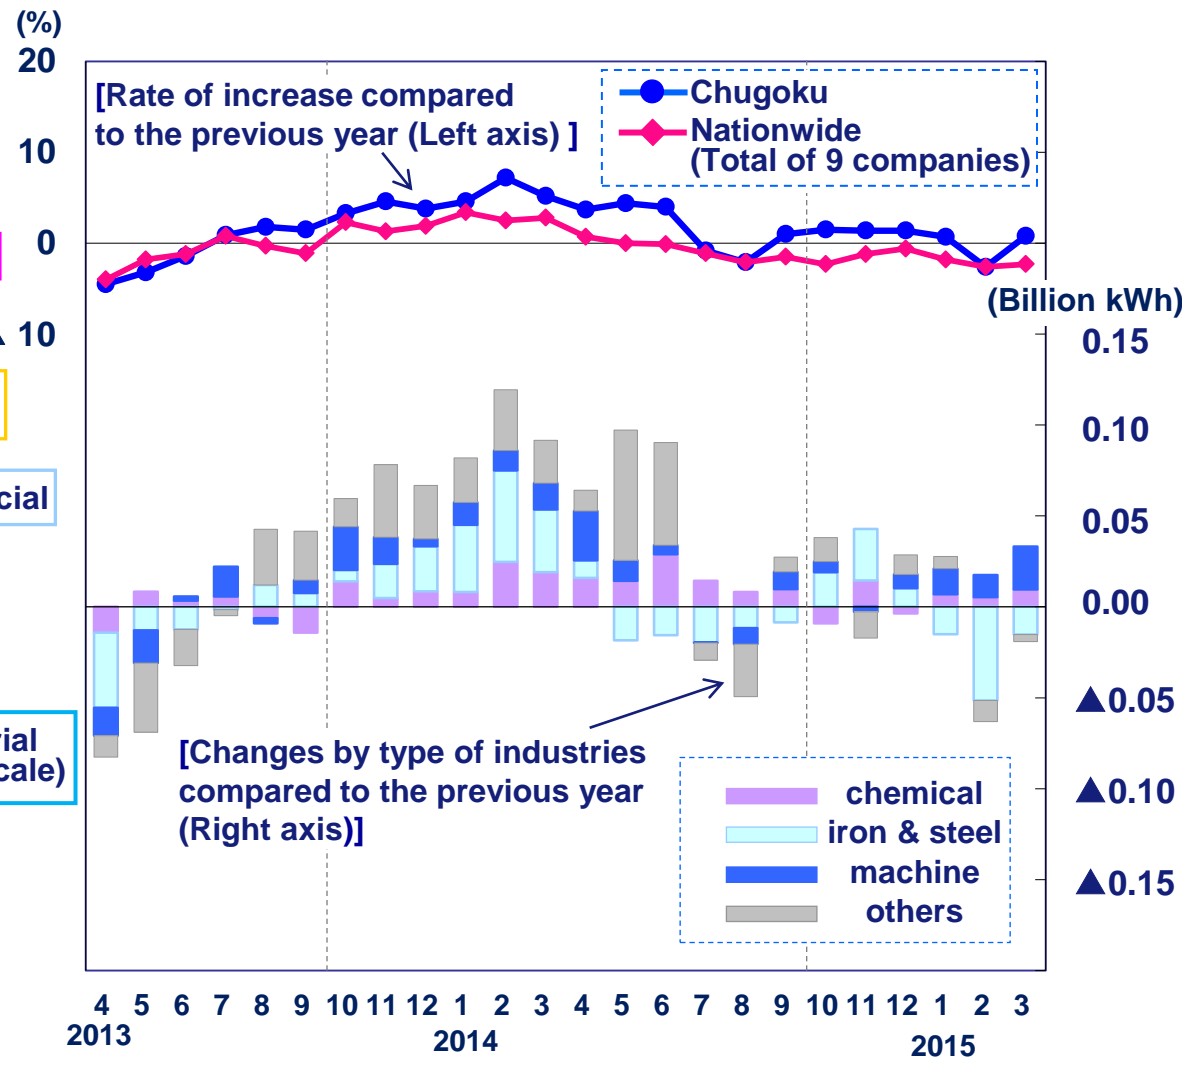 (%)
20
10
0
10
[Rate of increase compared
to the previous year (Left axis) ]
Chugoku
Nationwide
(Total of 9 companies)
(Billion kWh)
0.15
0.10
0.05
0.00
▲0.05
▲0.10
▲0.15
cial
cale)
[Changes by type of industries
compared to the previous year
(Right axis)]
chemical
iron & steel
machine
others
4 5 6 7 8 9 10 11 12 1 2 3 4 5 6 7 8 9 10 11 12 1 2 3
2013 2014 2015